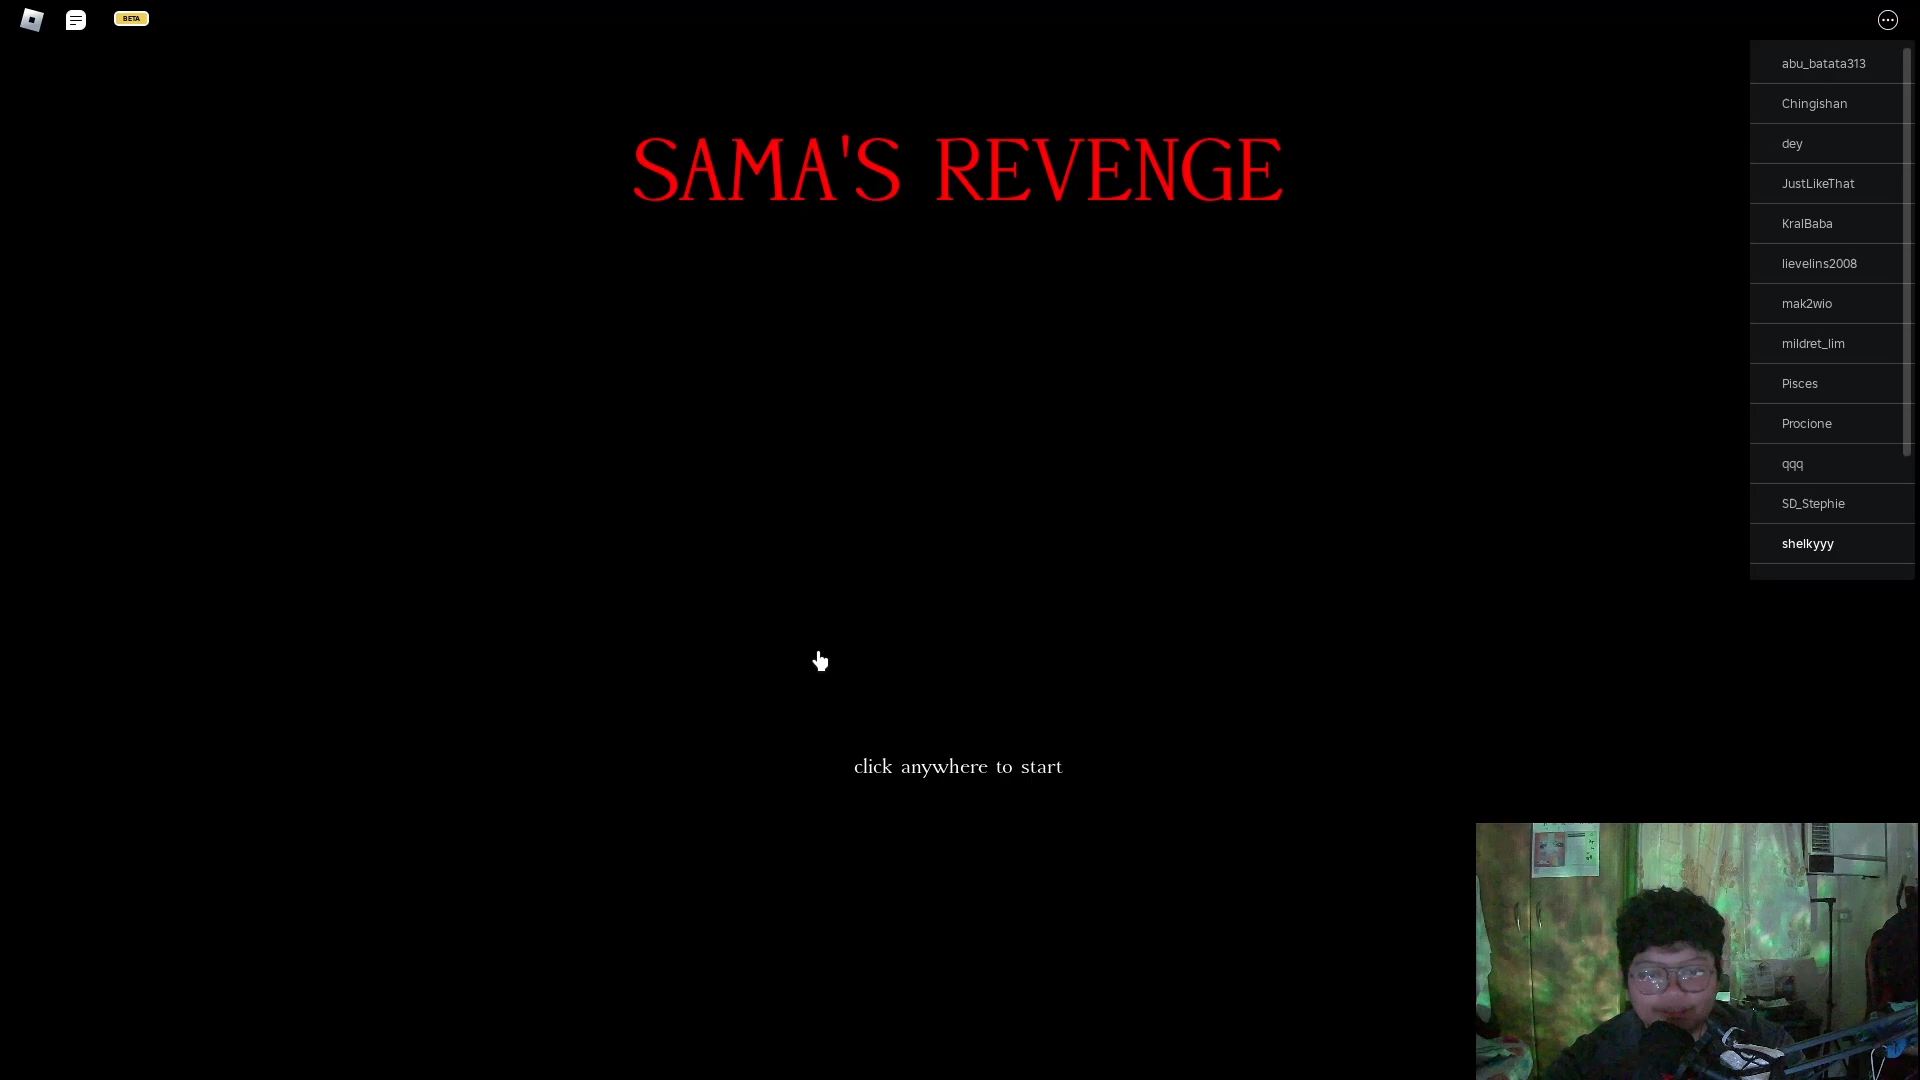 BETA
SAMA'S REVENGE
abu_batata313
Chingishan
dey
JustLikeThat
KralBaba
lievelins2008
mak2wio
mildret_lim
Pisces
Procione
qqq
SD_Stephie
shelkyyy
click anywhere to start